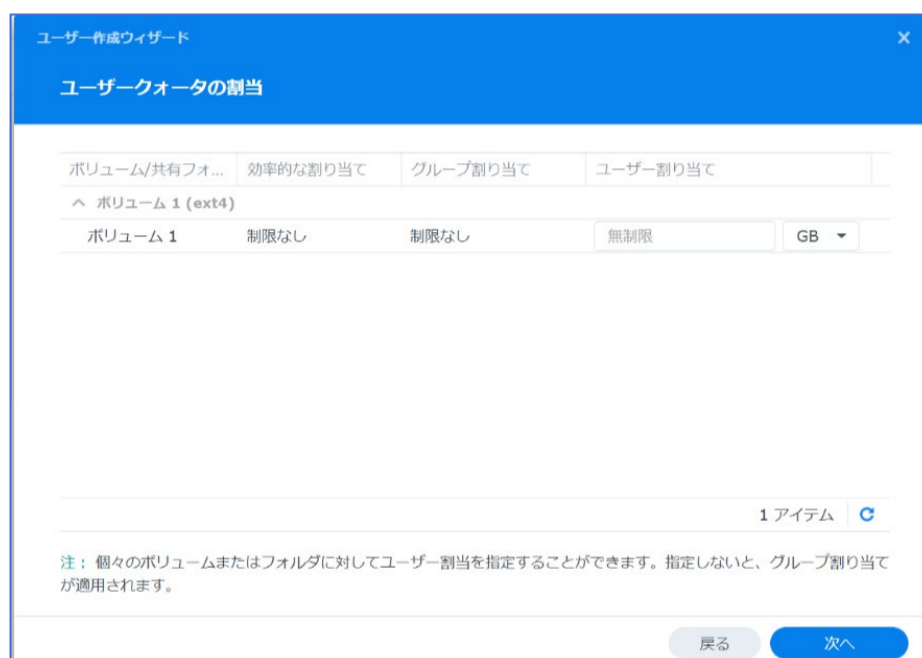 ユーザー作成ウィザード
ユーザークォータの割当
ボリューム/共有フォ... 効率的な割り当て グループ割り当て ユーザー割り当て
ボリューム 1 (ext4)
ボリューム 1 制限なし 制限なし 無制限 GB
1 アイテム
注： 個々のボリュームまたはフォルダに対してユーザー割当を指定することができます。指定しないと、グループ割り当て
が適用されます。
戻る 次へ